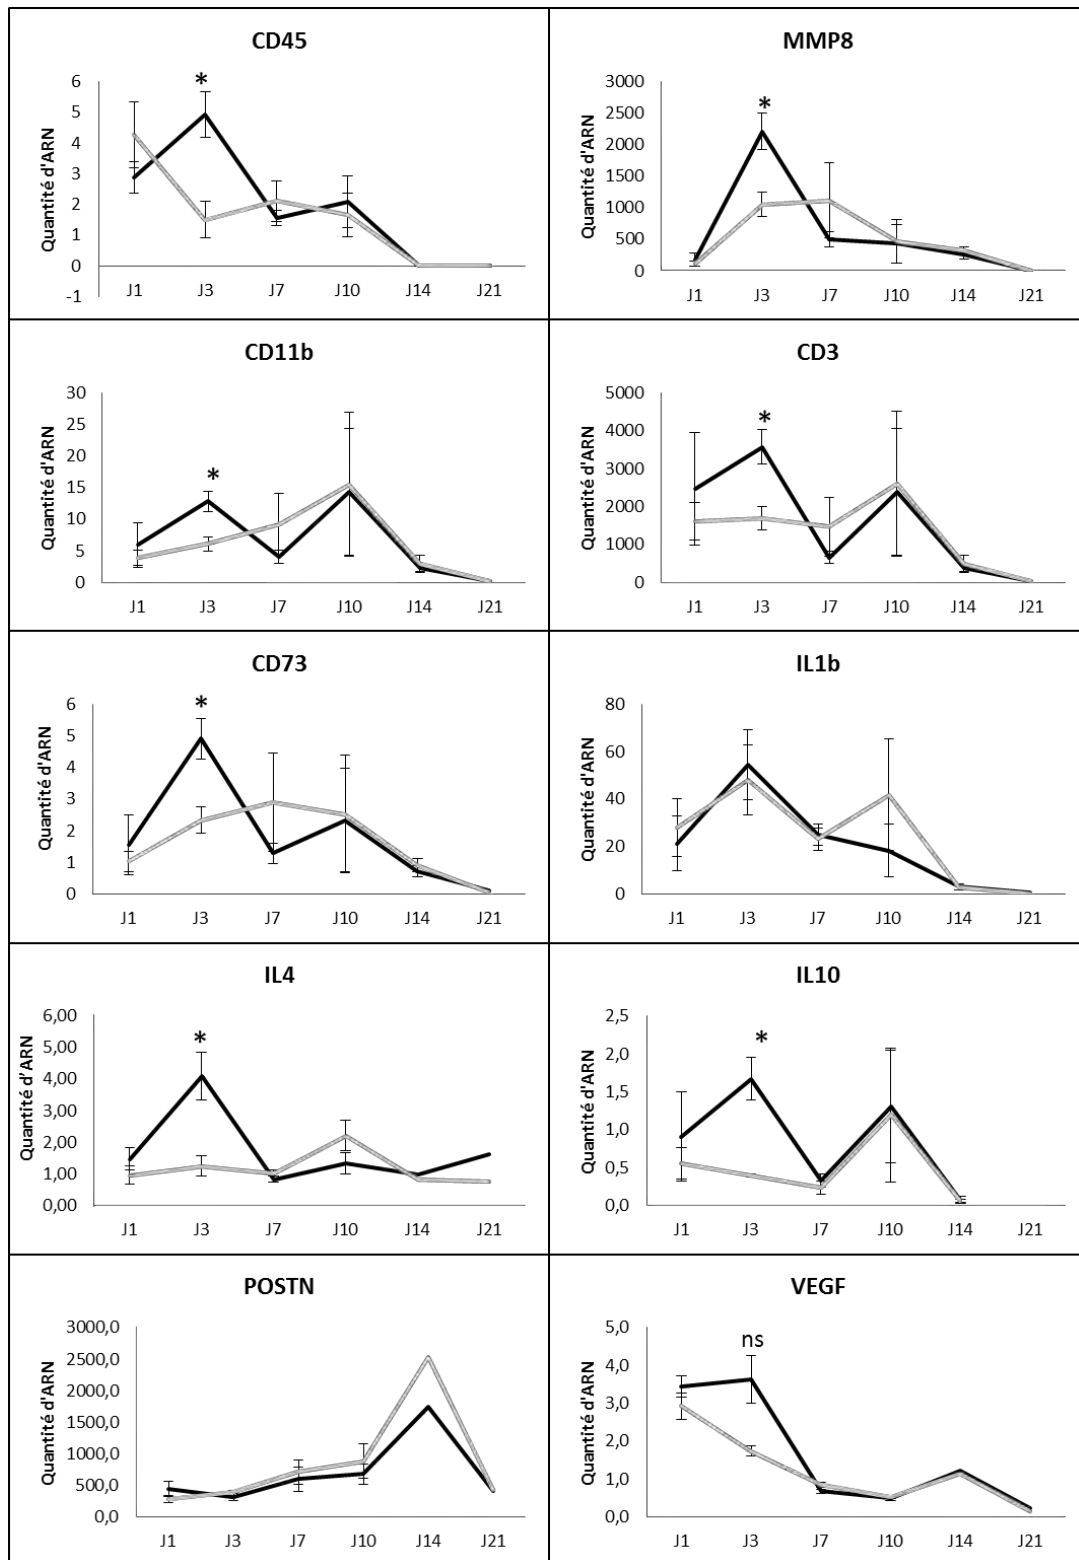 CD45
6
5
4
3
2
1
0
-1
Quantité d'ARN
*
J1 J3 J7 J10 J14 J21
MMP8
3000
2500
2000
1500
1000
500
0
Quantité d'ARN
*
J1 J3 J7 J10 J14 J21
CD11b
30
25
20
15
10
5
0
Quantité d'ARN
*
J1 J3 J7 J10 J14 J21
CD3
5000
4000
3000
2000
1000
0
Quantité d'ARN
*
J1 J3 J7 J10 J14 J21
CD73
6
5
4
3
2
1
0
Quantité d'ARN
*
J1 J3 J7 J10 J14 J21
IL1b
80
60
40
20
0
Quantité d'ARN
J1 J3 J7 J10 J14 J21
IL4
6,00
5,00
4,00
3,00
2,00
1,00
0,00
Quantité d'ARN
*
J1 J3 J7 J10 J14 J21
IL10
2,5
2,0
1,5
1,0
0,5
0,0
Quantité d'ARN
*
J1 J3 J7 J10 J14 J21
POSTN
3000,0
2500,0
2000,0
1500,0
1000,0
500,0
0,0
Quantité d'ARN
J1 J3 J7 J10 J14 J21
VEGF
5,0
4,0
3,0
2,0
1,0
0,0
Quantité d'ARN
ns
J1 J3 J7 J10 J14 J21